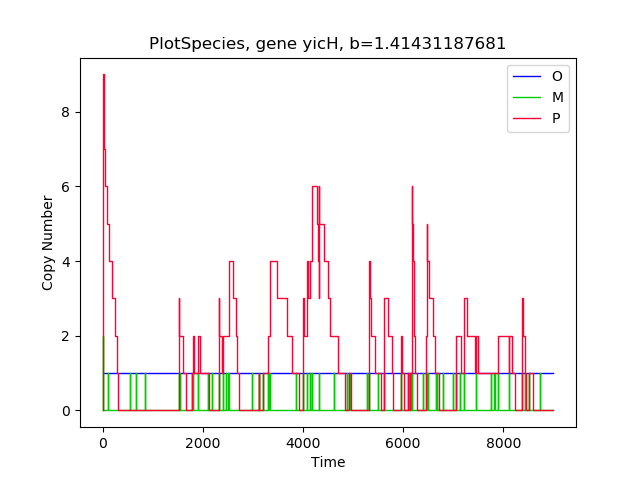 PlotSpecies, gene yicH, b=1.41431187681
O
M
P
8
6
4
2
0
Copy Number
0 2000 4000 6000 8000
Time